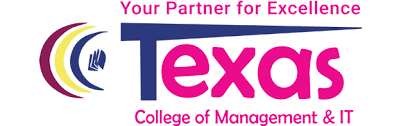 Your Partner for Excellence
Texas
College of Management & IT